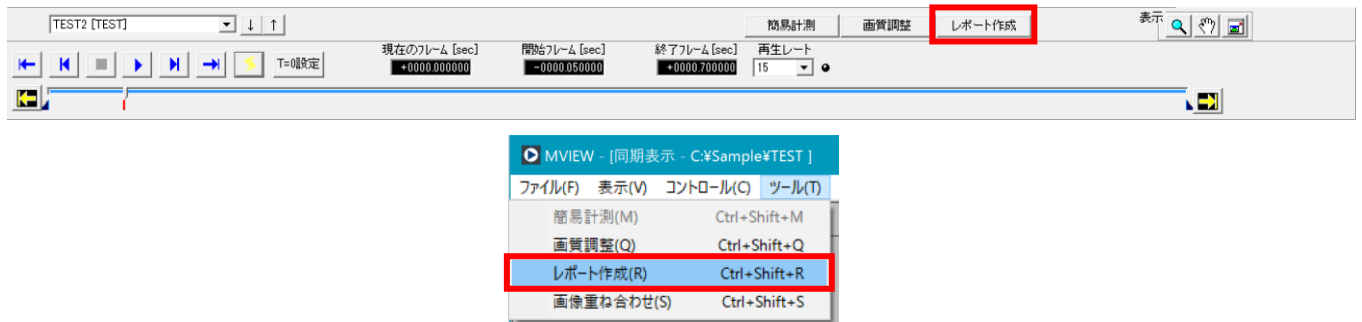 TEST2 [TEST] ↓ ↑ 簡易計測 画質調整 レポート作成 表示
現在のフレーム [sec] 開始フレーム [sec] 終了フレーム [sec] 再生レート
T=0設定 +0000.000000 -0000.050000 +0000.700000 15
MVIEW - [同期表示 - C:¥Sample¥TEST ]
ファイル(F) 表示(V) コントロール(C) ツール(T)
簡易計測(M) Ctrl+Shift+M
画質調整(Q) Ctrl+Shift+Q
レポート作成(R) Ctrl+Shift+R
画像重ね合わせ(S) Ctrl+Shift+S